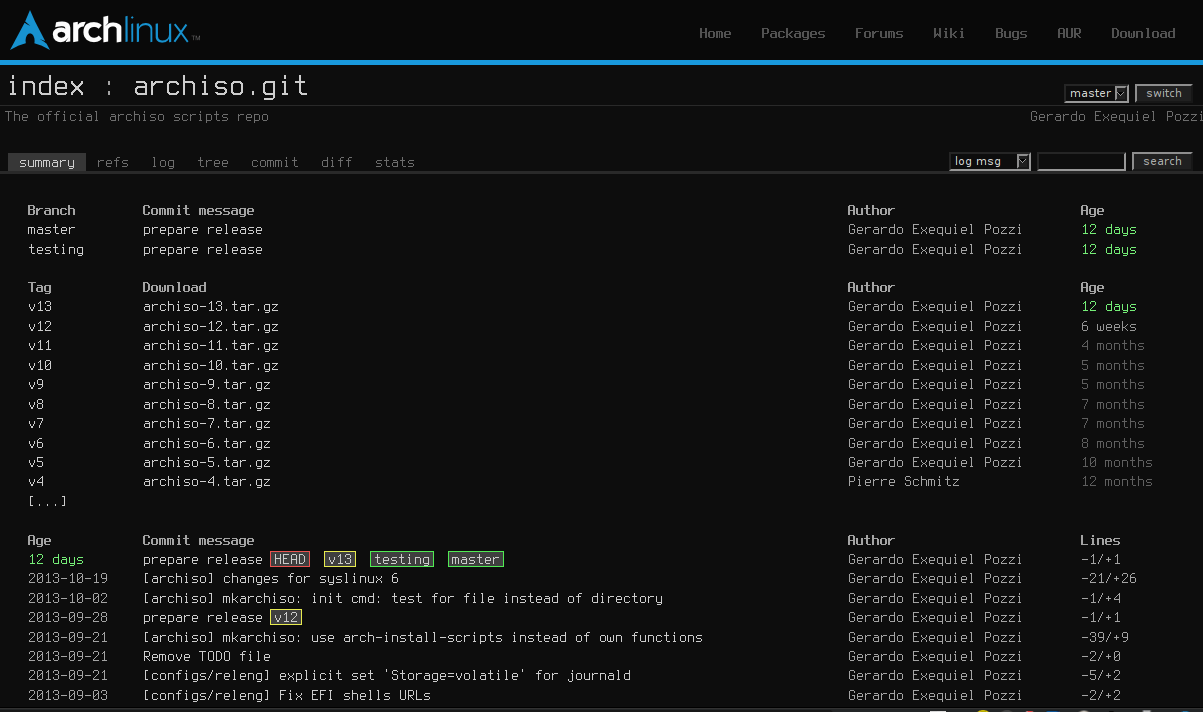 archlinux™ Home Packages Forums Wiki Bugs AUR Download
index : archiso.git
master switch
The official archiso scripts repo Gerardo Exequiel Pozzi
summary refs log tree commit diff stats log msg search
Branch Commit message Author Age
master prepare release Gerardo Exequiel Pozzi 12 days
testing prepare release Gerardo Exequiel Pozzi 12 days
Tag Download Author Age
v13 archiso-13.tar.gz Gerardo Exequiel Pozzi 12 days
v12 archiso-12.tar.gz Gerardo Exequiel Pozzi 6 weeks
v11 archiso-11.tar.gz Gerardo Exequiel Pozzi 4 months
v10 archiso-10.tar.gz Gerardo Exequiel Pozzi 5 months
v9 archiso-9.tar.gz Gerardo Exequiel Pozzi 5 months
v8 archiso-8.tar.gz Gerardo Exequiel Pozzi 7 months
v7 archiso-7.tar.gz Gerardo Exequiel Pozzi 7 months
v6 archiso-6.tar.gz Gerardo Exequiel Pozzi 8 months
v5 archiso-5.tar.gz Gerardo Exequiel Pozzi 10 months
v4 archiso-4.tar.gz Pierre Schmitz 12 months
[...]
Age Commit message Author Lines
12 days prepare release HEAD v13 testing master Gerardo Exequiel Pozzi -1/+1
2013-10-19 [archiso] changes for syslinux 6 Gerardo Exequiel Pozzi -21/+26
2013-10-02 [archiso] mkarchiso: init cmd: test for file instead of directory Gerardo Exequiel Pozzi -1/+4
2013-09-28 prepare release v12 Gerardo Exequiel Pozzi -1/+1
2013-09-21 [archiso] mkarchiso: use arch-install-scripts instead of own functions Gerardo Exequiel Pozzi -39/+9
2013-09-21 Remove TODO file Gerardo Exequiel Pozzi -2/+0
2013-09-21 [configs/releng] explicit set 'Storage=volatile' for journald Gerardo Exequiel Pozzi -5/+2
2013-09-03 [configs/releng] Fix EFI shells URLs Gerardo Exequiel Pozzi -2/+2